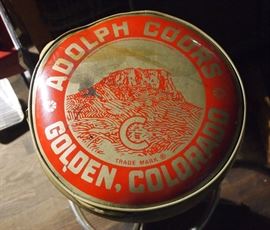 ADOLPH COORS
C
TRADE MARK ®
GOLDEN, COLORADO